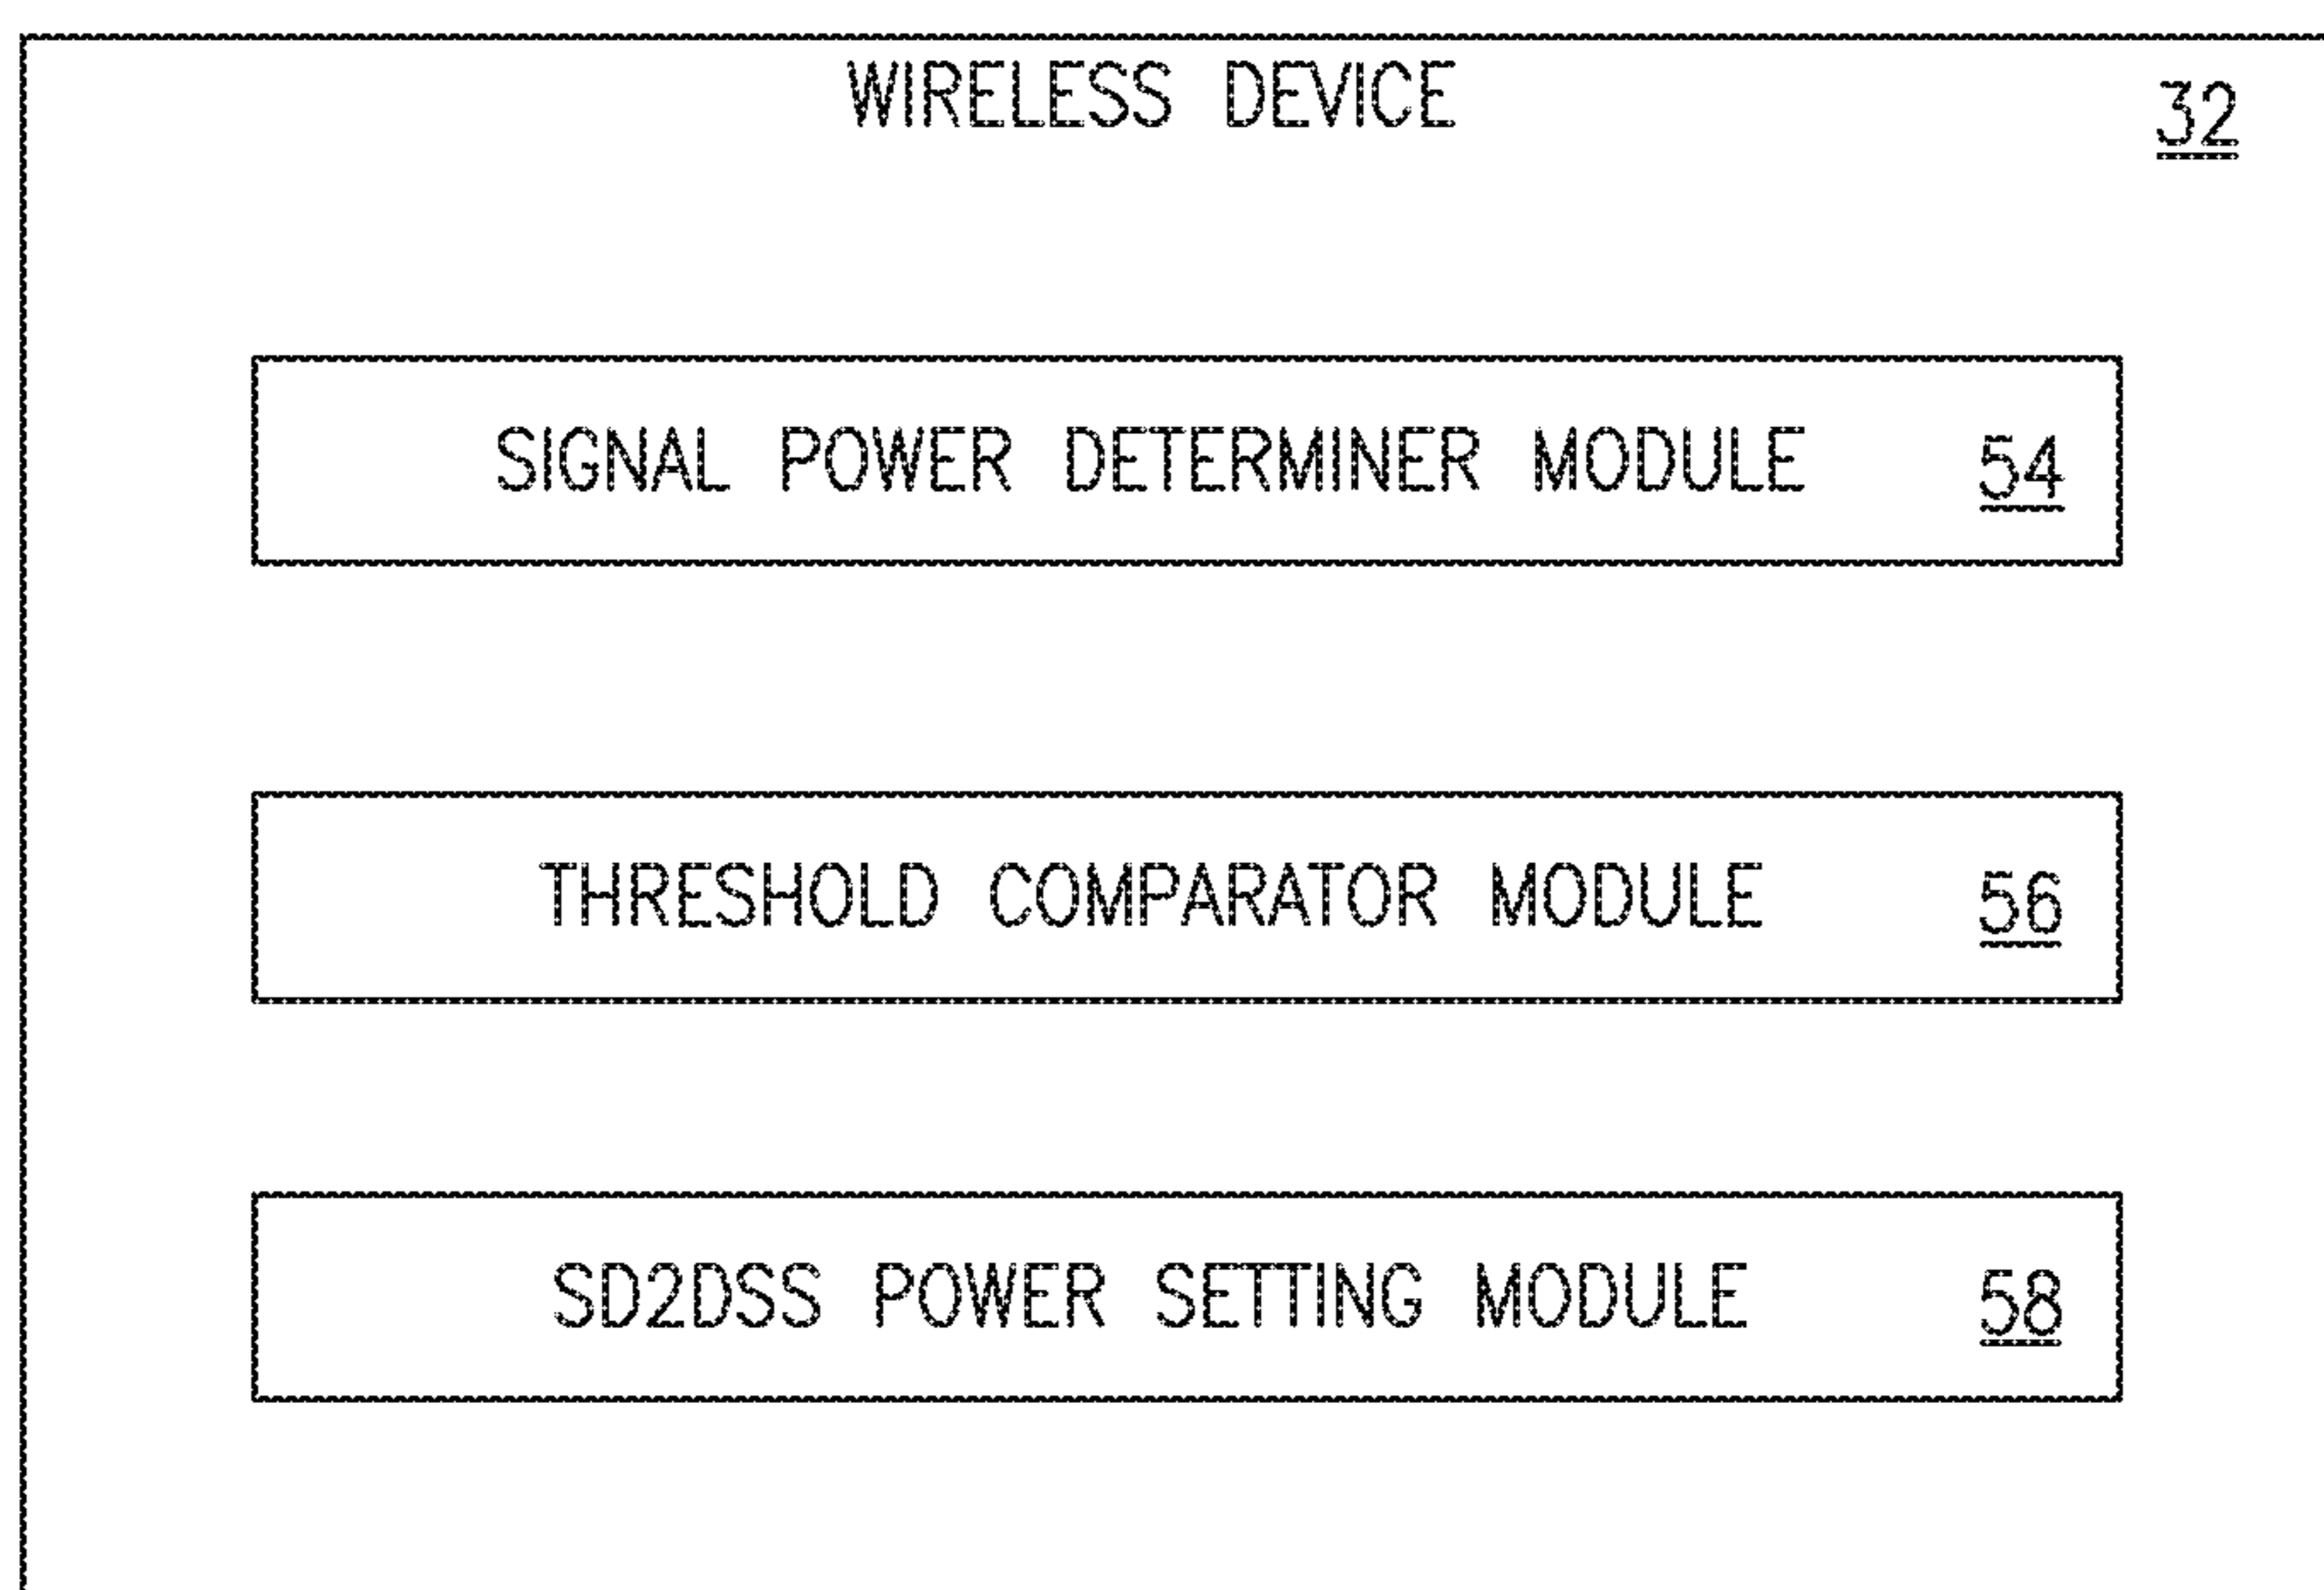 WIRELESS DEVICE 32
SIGNAL POWER DETERMINER MODULE 54
THRESHOLD COMPARATOR MODULE 56
SD2DSS POWER SETTING MODULE 58